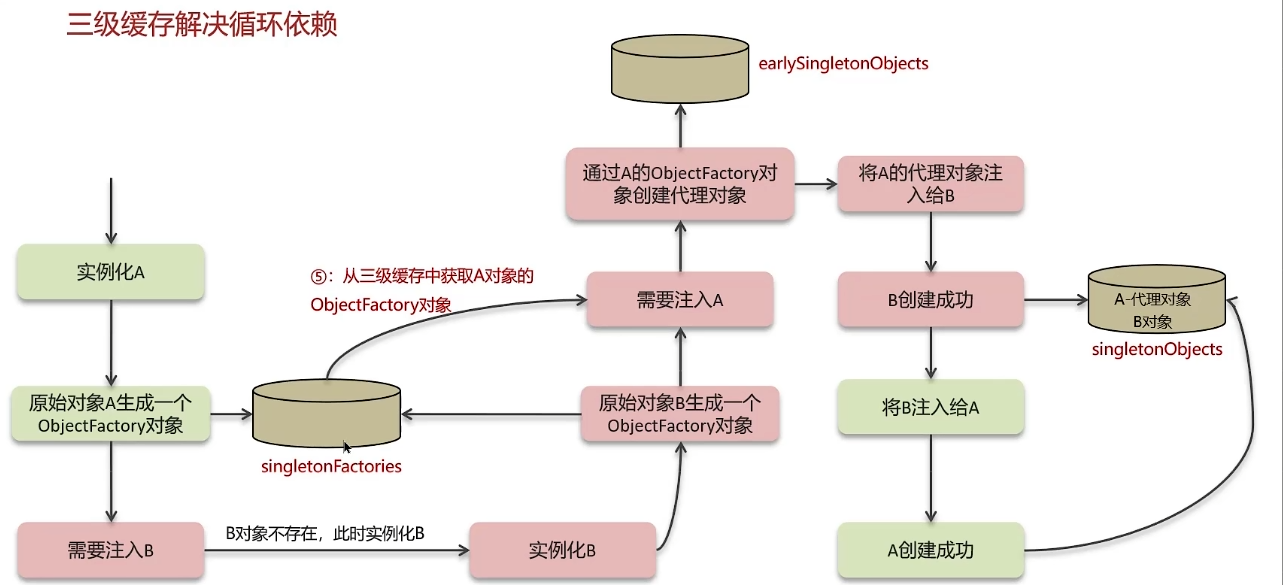 三级缓存解决循环依赖
earlySingletonObjects
通过A的ObjectFactory对
象创建代理对象
将A的代理对象注
入给B
实例化A
⑤：从三级缓存中获取A对象的
ObjectFactory对象
需要注入A
B创建成功
A-代理对象
B对象
singletonObjects
原始对象A生成一个
ObjectFactory对象
singletonFactories
原始对象B生成一个
ObjectFactory对象
将B注入给A
需要注入B
B对象不存在，此时实例化B
实例化B
A创建成功